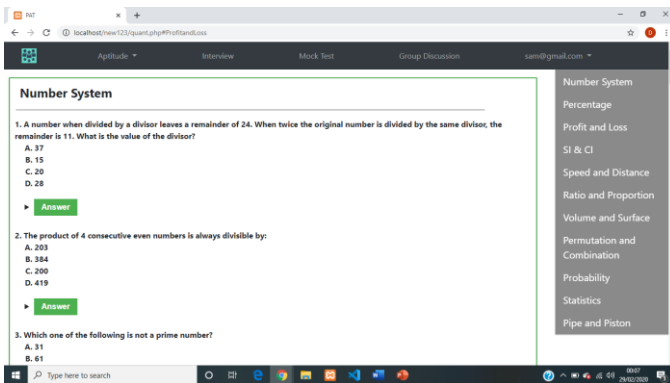 PAT
localhost/new123/quant.php#ProfitandLoss
D
Aptitude
Interview
Mock Test
Group Discussion
sam@gmail.com
Number System
1. A number when divided by a divisor leaves a remainder of 24. When twice the original number is divided by the same divisor, the
remainder is 11. What is the value of the divisor?
A. 37
B. 15
C. 20
D. 28
Answer
2. The product of 4 consecutive even numbers is always divisible by:
A. 203
B. 384
C. 200
D. 419
Answer
3. Which one of the following is not a prime number?
A. 31
B. 61
Number System
Percentage
Profit and Loss
SI & CI
Speed and Distance
Ratio and Proportion
Volume and Surface
Permutation and
Combination
Probability
Statistics
Pipe and Piston
Type here to search
00:07
29/02/2020